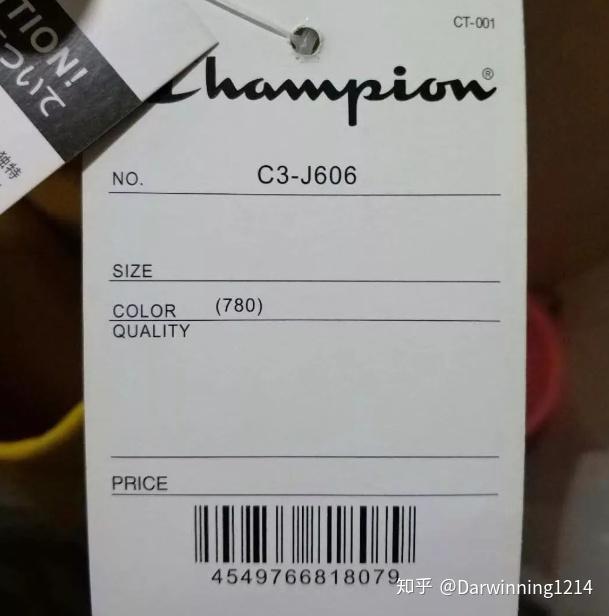 TION!
ついて
独特
CT-001
Champion®
NO. C3-J606
SIZE
COLOR (780)
QUALITY
PRICE
4549766818079
知乎 @Darwinning1214